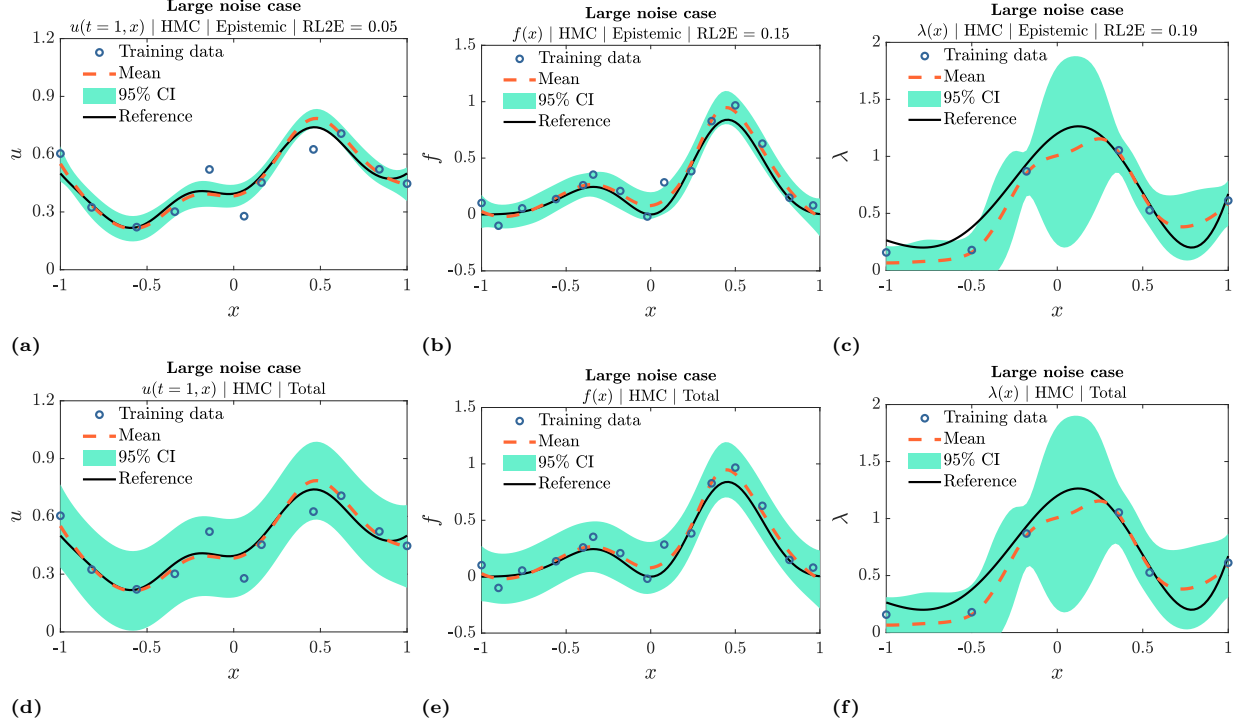 Large noise case
u(t = 1, x) | HMC | Epistemic | RL2E = 0.05
1.2
0.9
0.6
0.3
0
u
Training data
Mean
95% CI
Reference
-1
-0.5
0
0.5
1
x
(a)
Large noise case
f(x) | HMC | Epistemic | RL2E = 0.15
1.5
1
0.5
0
-0.5
f
Training data
Mean
95% CI
Reference
-1
-0.5
0
0.5
1
x
(b)
Large noise case
λ(x) | HMC | Epistemic | RL2E = 0.19
2
1.5
1
0.5
0
λ
Training data
Mean
95% CI
Reference
-1
-0.5
0
0.5
1
x
(c)
Large noise case
u(t = 1, x) | HMC | Total
1.2
0.9
0.6
0.3
0
u
Training data
Mean
95% CI
Reference
-1
-0.5
0
0.5
1
x
(d)
Large noise case
f(x) | HMC | Total
1.5
1
0.5
0
-0.5
f
Training data
Mean
95% CI
Reference
-1
-0.5
0
0.5
1
x
(e)
Large noise case
λ(x) | HMC | Total
2
1.5
1
0.5
0
λ
Training data
Mean
95% CI
Reference
-1
-0.5
0
0.5
1
x
(f)